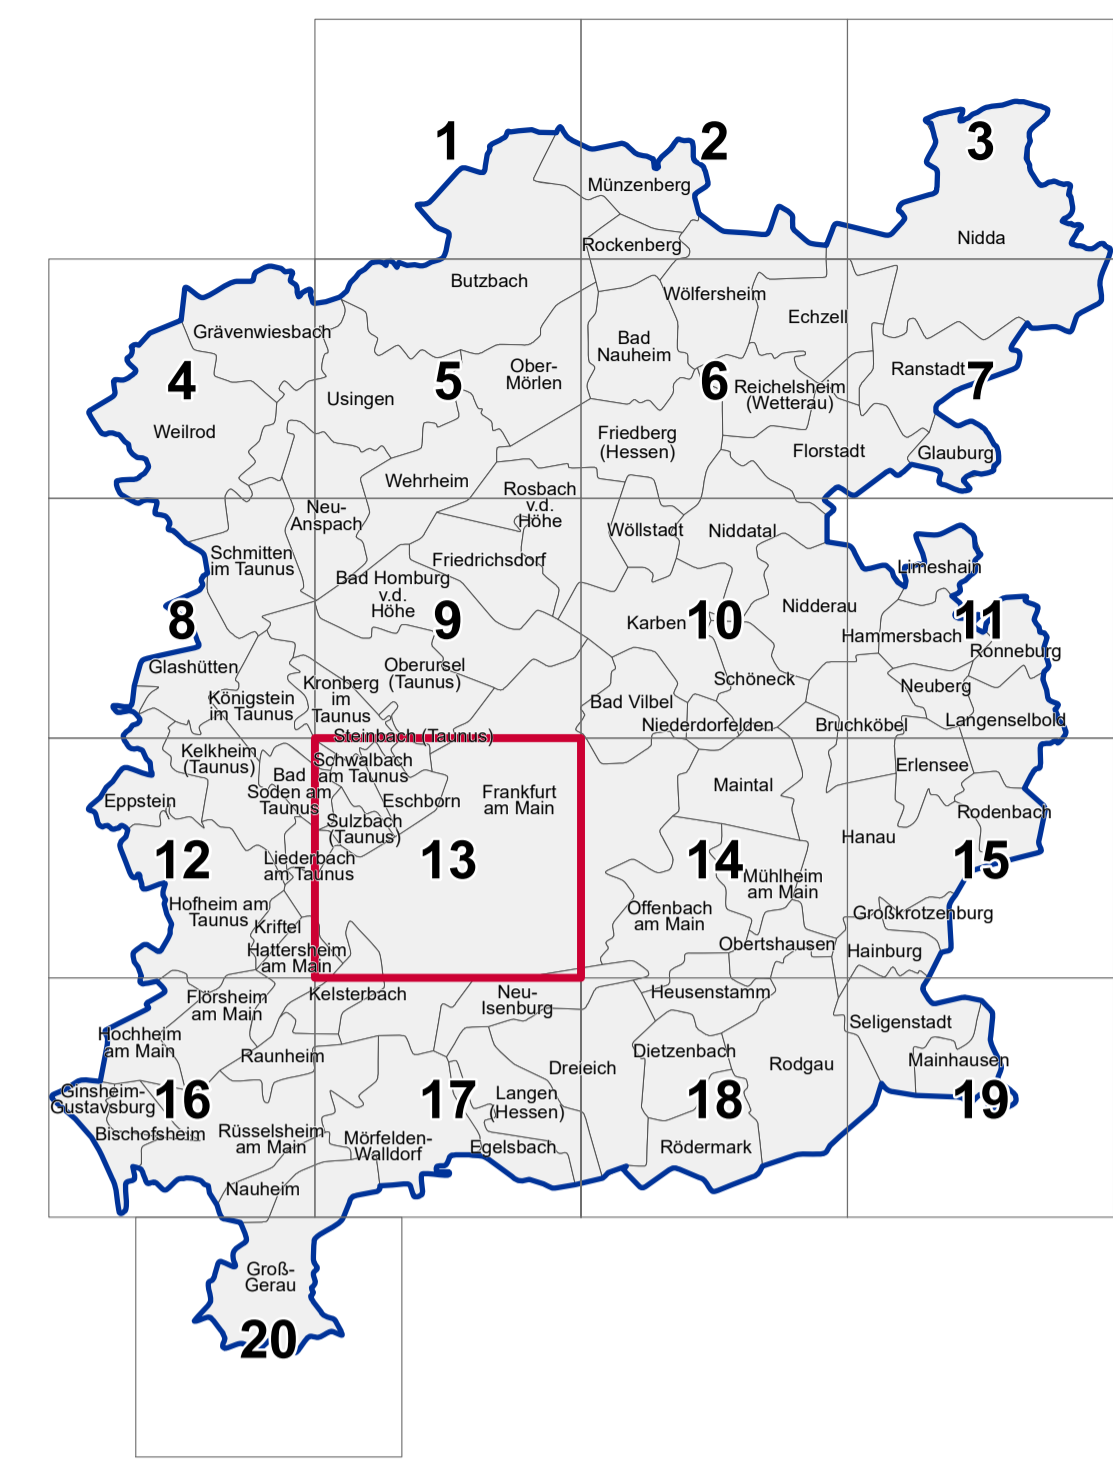 1
2
3
Münzenberg
Rockenberg
Nidda
Butzbach
Wölfersheim
Echzell
Grävenwiesbach
Bad
Nauheim
Ober-
Mörlen
Ranstadt
4
5
6
7
Reichelsheim
(Wetterau)
Usingen
Weilrod
Friedberg
(Hessen)
Florstadt
Glauburg
Wehrheim
Rosbach
v.d.
Höhe
Neu-
Anspach
Wöllstadt
Niddatal
Schmitten
im Taunus
Friedrichsdorf
Limeshain
Bad Homburg
v.d.
Höhe
Nidderau
8
9
10
11
Karben
Hammersbach
Ronneburg
Glashütten
Oberursel
(Taunus)
Schöneck
Neuberg
Königstein
im Taunus
Kronberg
im
Taunus
Bad Vilbel
Niederdorfelden
Bruchköbel
Langenselbold
Steinbach (Taunus)
Kelkheim
(Taunus)
Schwalbach
am Taunus
Erlensee
Bad
Soden am
Taunus
Maintal
Eppstein
Eschborn
Frankfurt
am Main
Rodenbach
Sulzbach
(Taunus)
Hanau
12
13
14
15
Liederbach
am Taunus
Mühlheim
am Main
Hofheim am
Taunus
Kriftel
Offenbach
am Main
Großkrotzenburg
Hattersheim
am Main
Obertshausen
Hainburg
Flörsheim
am Main
Kelsterbach
Neu-
Isenburg
Heusenstamm
Seligenstadt
Hochheim
am Main
Raunheim
Dietzenbach
Rodgau
Mainhausen
Dreieich
Ginsheim-
Gustavsburg
16
17
18
19
Langen
(Hessen)
Bischofsheim
Rüsselsheim
am Main
Mörfelden-
Walldorf
Egelsbach
Rödermark
Nauheim
Groß-
Gerau
20